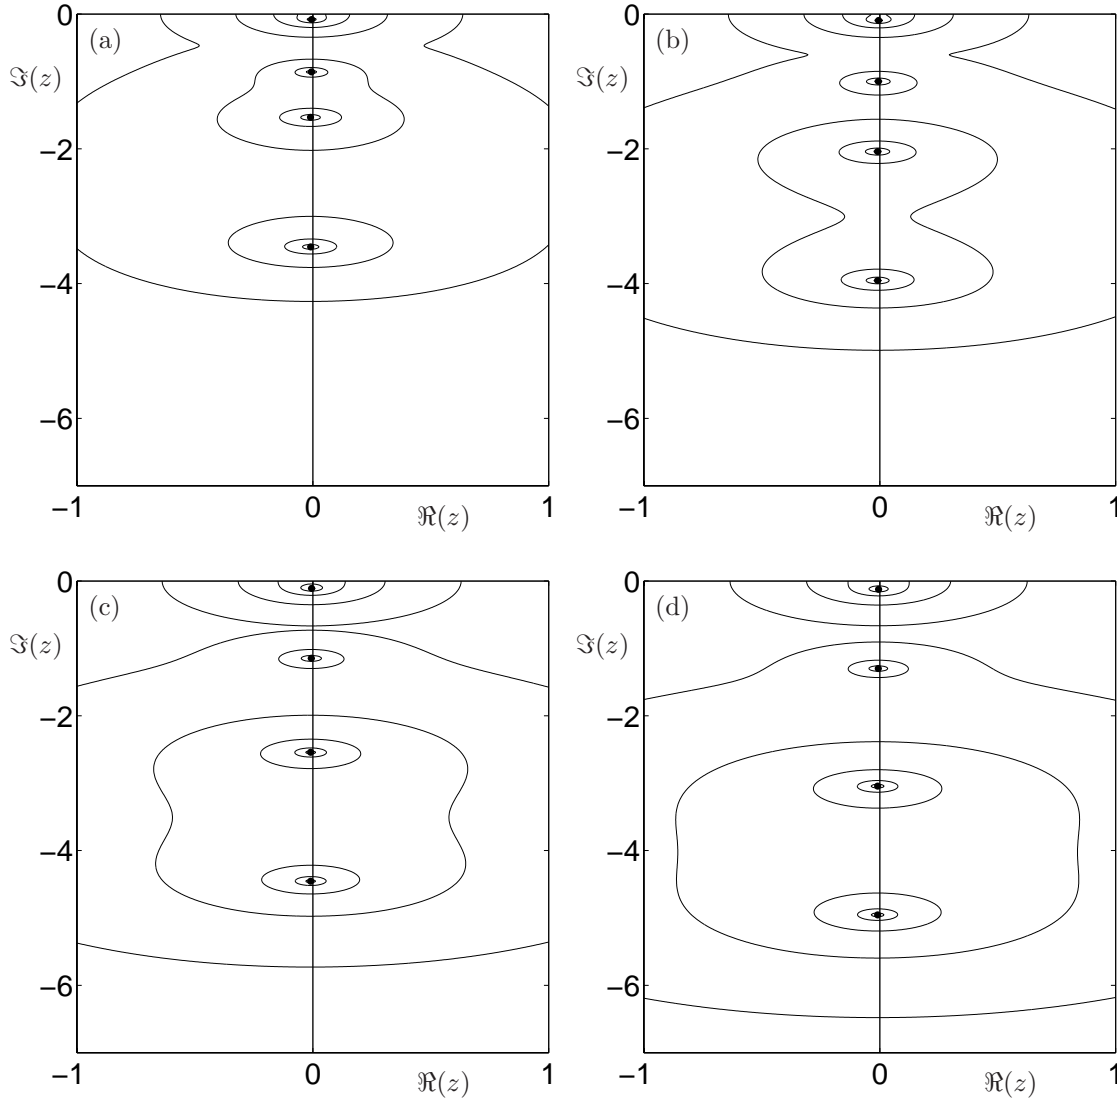 0 0
(a) (b)
ℑ(z) ℑ(z)
−2 −2
−4 −4
−6 −6
−1 0 ℜ(z) 1 −1 0 ℜ(z) 1
0 0
(c) (d)
ℑ(z) ℑ(z)
−2 −2
−4 −4
−6 −6
−1 0 ℜ(z) 1 −1 0 ℜ(z) 1